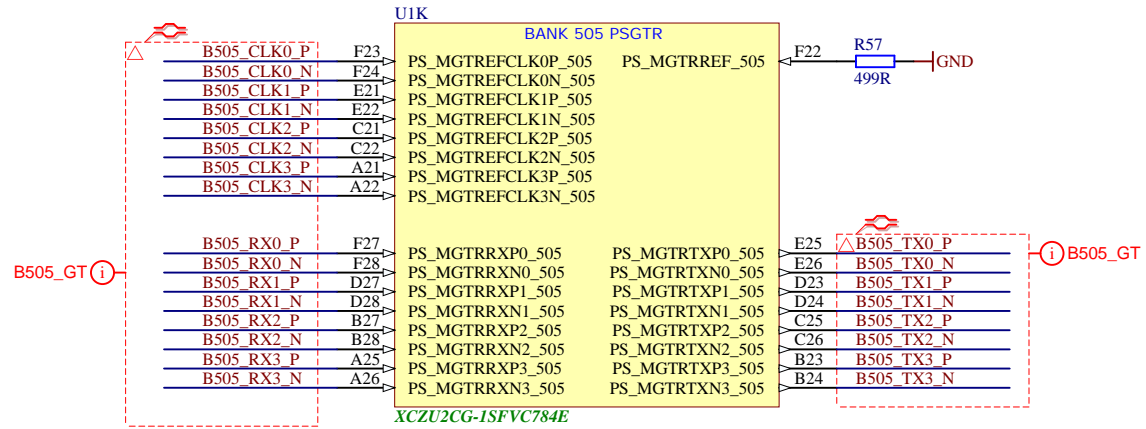 U1K
BANK 505 PSGTR
B505_CLK0_P F23 PS_MGTREFCLK0P_505 PS_MGTRREF_505 F22 R57 499R GND
B505_CLK0_N F24 PS_MGTREFCLK0N_505
B505_CLK1_P E21 PS_MGTREFCLK1P_505
B505_CLK1_N E22 PS_MGTREFCLK1N_505
B505_CLK2_P C21 PS_MGTREFCLK2P_505
B505_CLK2_N C22 PS_MGTREFCLK2N_505
B505_CLK3_P A21 PS_MGTREFCLK3P_505
B505_CLK3_N A22 PS_MGTREFCLK3N_505
B505_RX0_P F27 PS_MGTRRXP0_505 PS_MGTRTXP0_505 E25 B505_TX0_P
B505_GT i B505_RX0_N F28 PS_MGTRRXN0_505 PS_MGTRTXN0_505 E26 B505_TX0_N i B505_GT
B505_RX1_P D27 PS_MGTRRXP1_505 PS_MGTRTXP1_505 D23 B505_TX1_P
B505_RX1_N D28 PS_MGTRRXN1_505 PS_MGTRTXN1_505 D24 B505_TX1_N
B505_RX2_P B27 PS_MGTRRXP2_505 PS_MGTRTXP2_505 C25 B505_TX2_P
B505_RX2_N B28 PS_MGTRRXN2_505 PS_MGTRTXN2_505 C26 B505_TX2_N
B505_RX3_P A25 PS_MGTRRXP3_505 PS_MGTRTXP3_505 B23 B505_TX3_P
B505_RX3_N A26 PS_MGTRRXN3_505 PS_MGTRTXN3_505 B24 B505_TX3_N
XCZU2CG-1SFVC784E